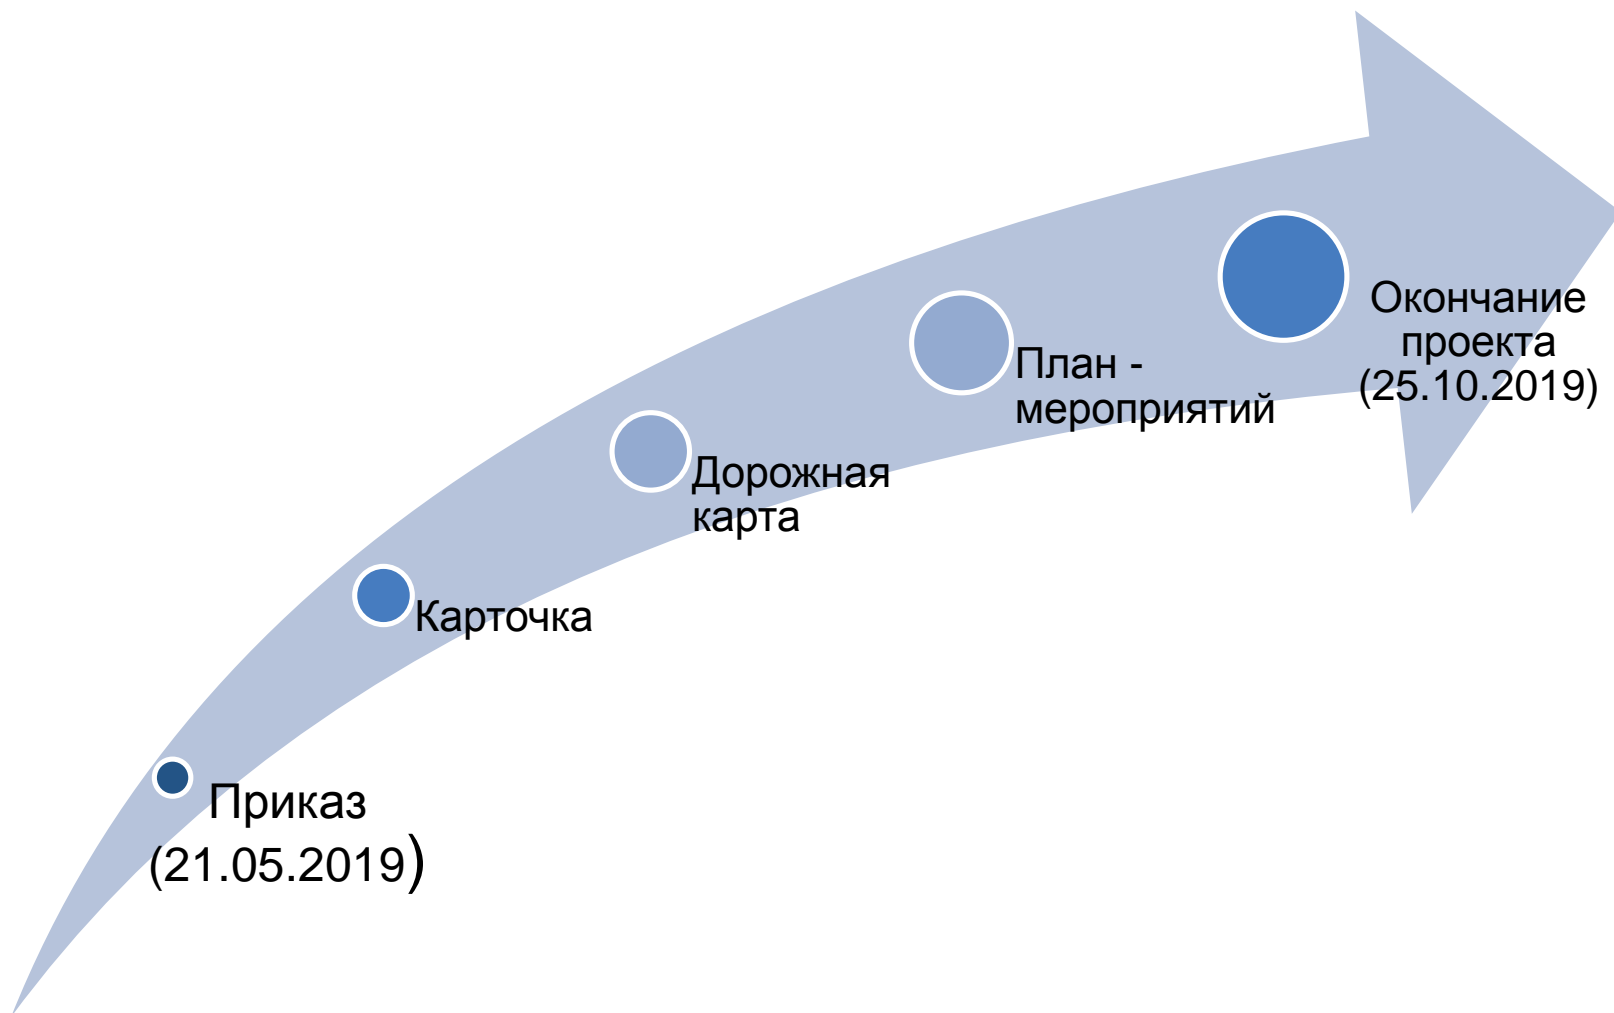 Приказ
(21.05.2019)
Карточка
Дорожная
карта
План -
мероприятий
Окончание
проекта
(25.10.2019)